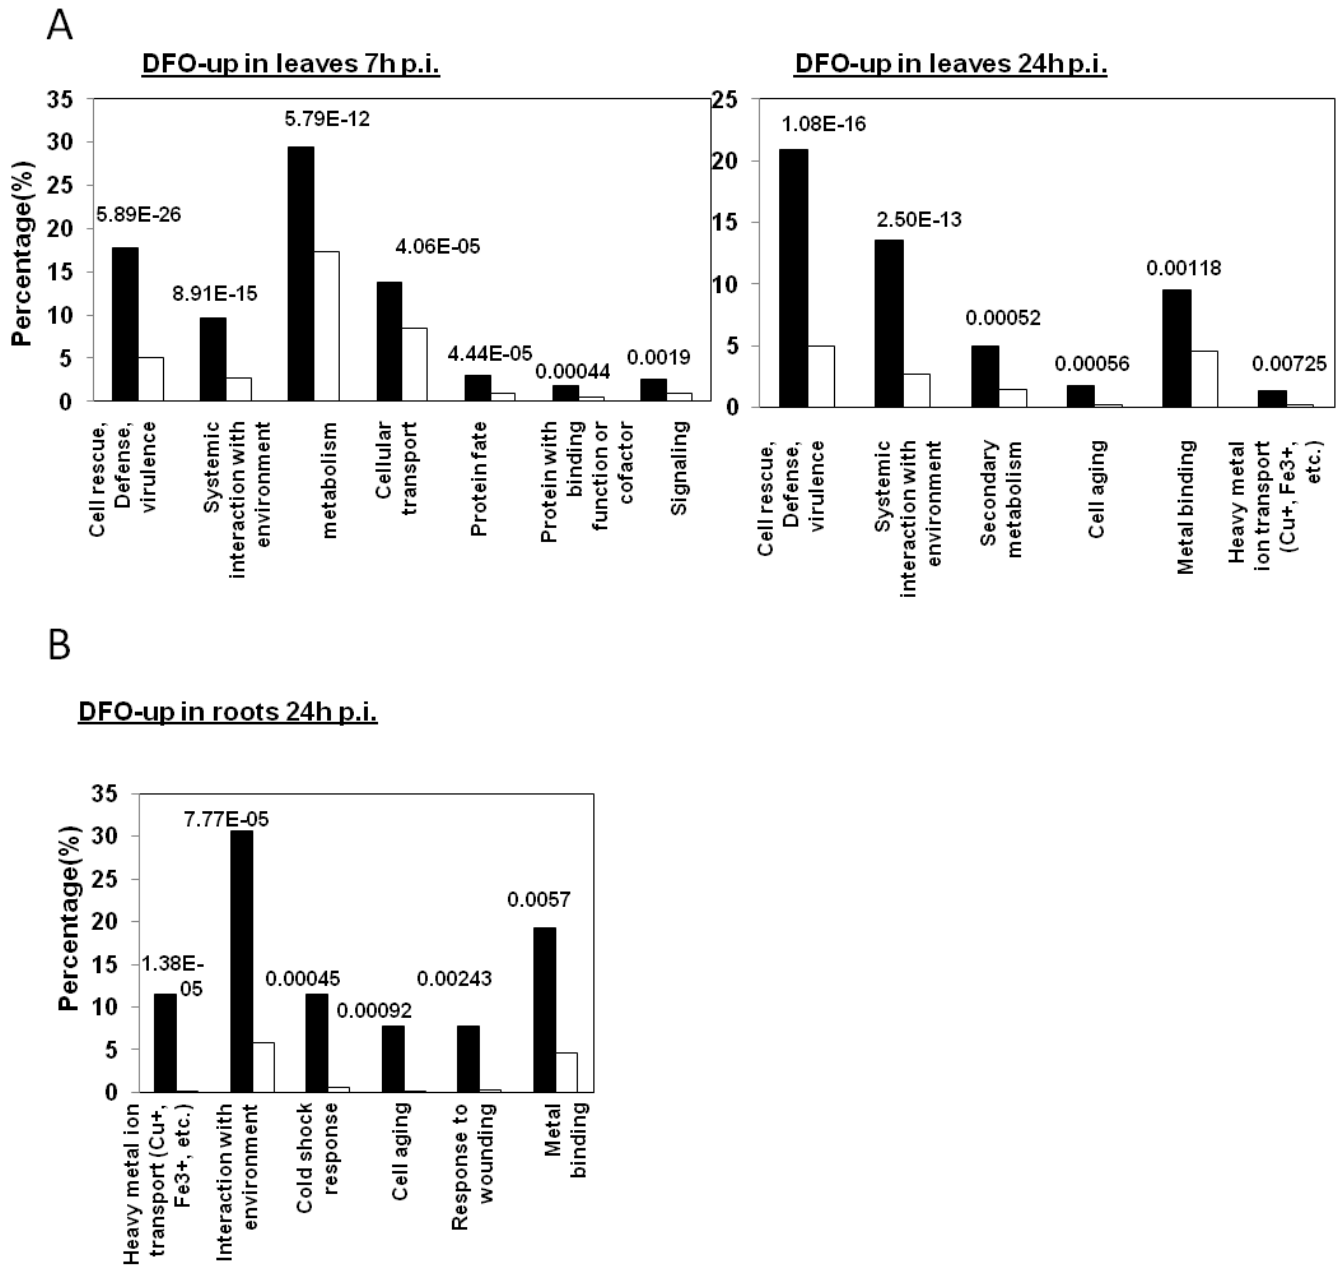 A
DFO-up in leaves 7h p.i.
Percentage(%)
35
30
25
20
15
10
5
0
5.89E-26
8.91E-15
5.79E-12
4.06E-05
4.44E-05
0.00044
0.0019
Cell rescue,
Defense,
virulence
Systemic
interaction with
environment
metabolism
Cellular
transport
Protein fate
Protein with
binding
function or
cofactor
Signaling
DFO-up in leaves 24h p.i.
25
20
15
10
5
0
1.08E-16
2.50E-13
0.00052
0.00056
0.00118
0.00725
Cell rescue,
Defense,
virulence
Systemic
interaction with
environment
Secondary
metabolism
Cell aging
Metal binding
Heavy metal
ion transport
(Cu+, Fe3+,
etc.)
B
DFO-up in roots 24h p.i.
Percentage(%)
35
30
25
20
15
10
5
0
1.38E-
05
7.77E-05
0.00045
0.00092
0.00243
0.0057
Heavy metal ion
transport (Cu+,
Fe3+, etc.)
Interaction with
environment
Cold shock
response
Cell aging
Response to
wounding
Metal
binding